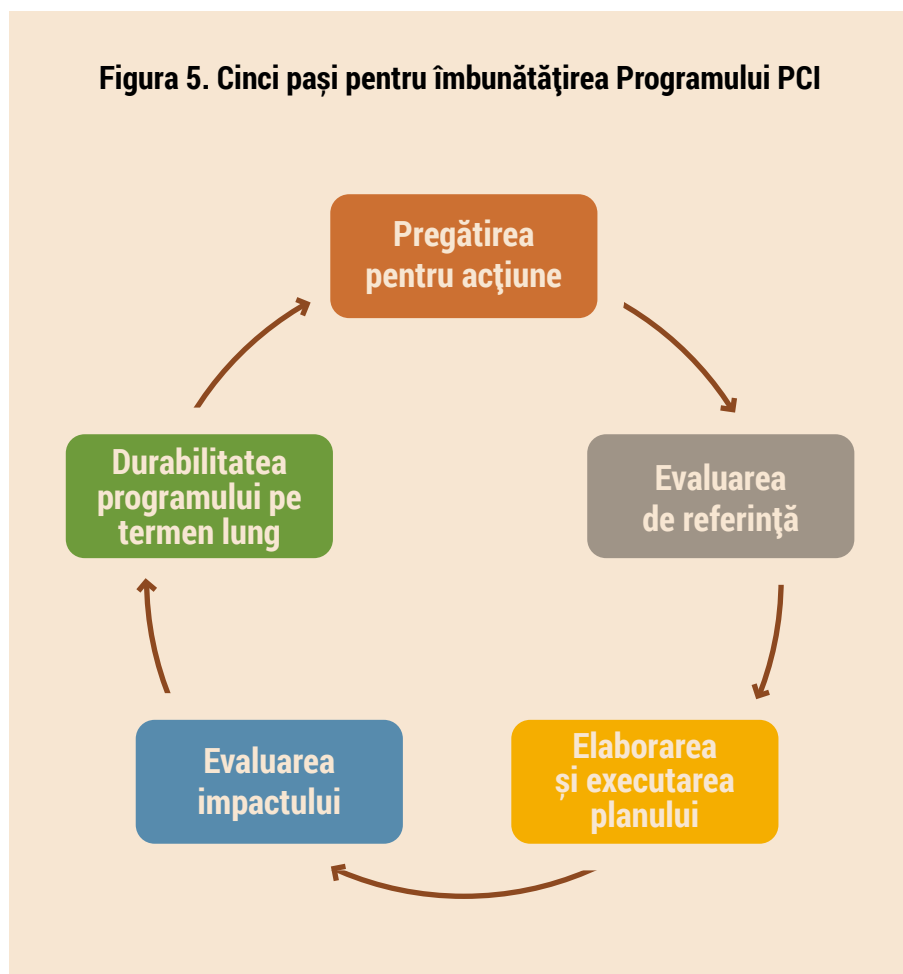 Figura 5. Cinci pași pentru îmbunătăţirea Programului PCI
Pregătirea
pentru acţiune
Evaluarea
de referinţă
Elaborarea
și executarea
planului
Evaluarea
impactului
Durabilitatea
programului pe
termen lung